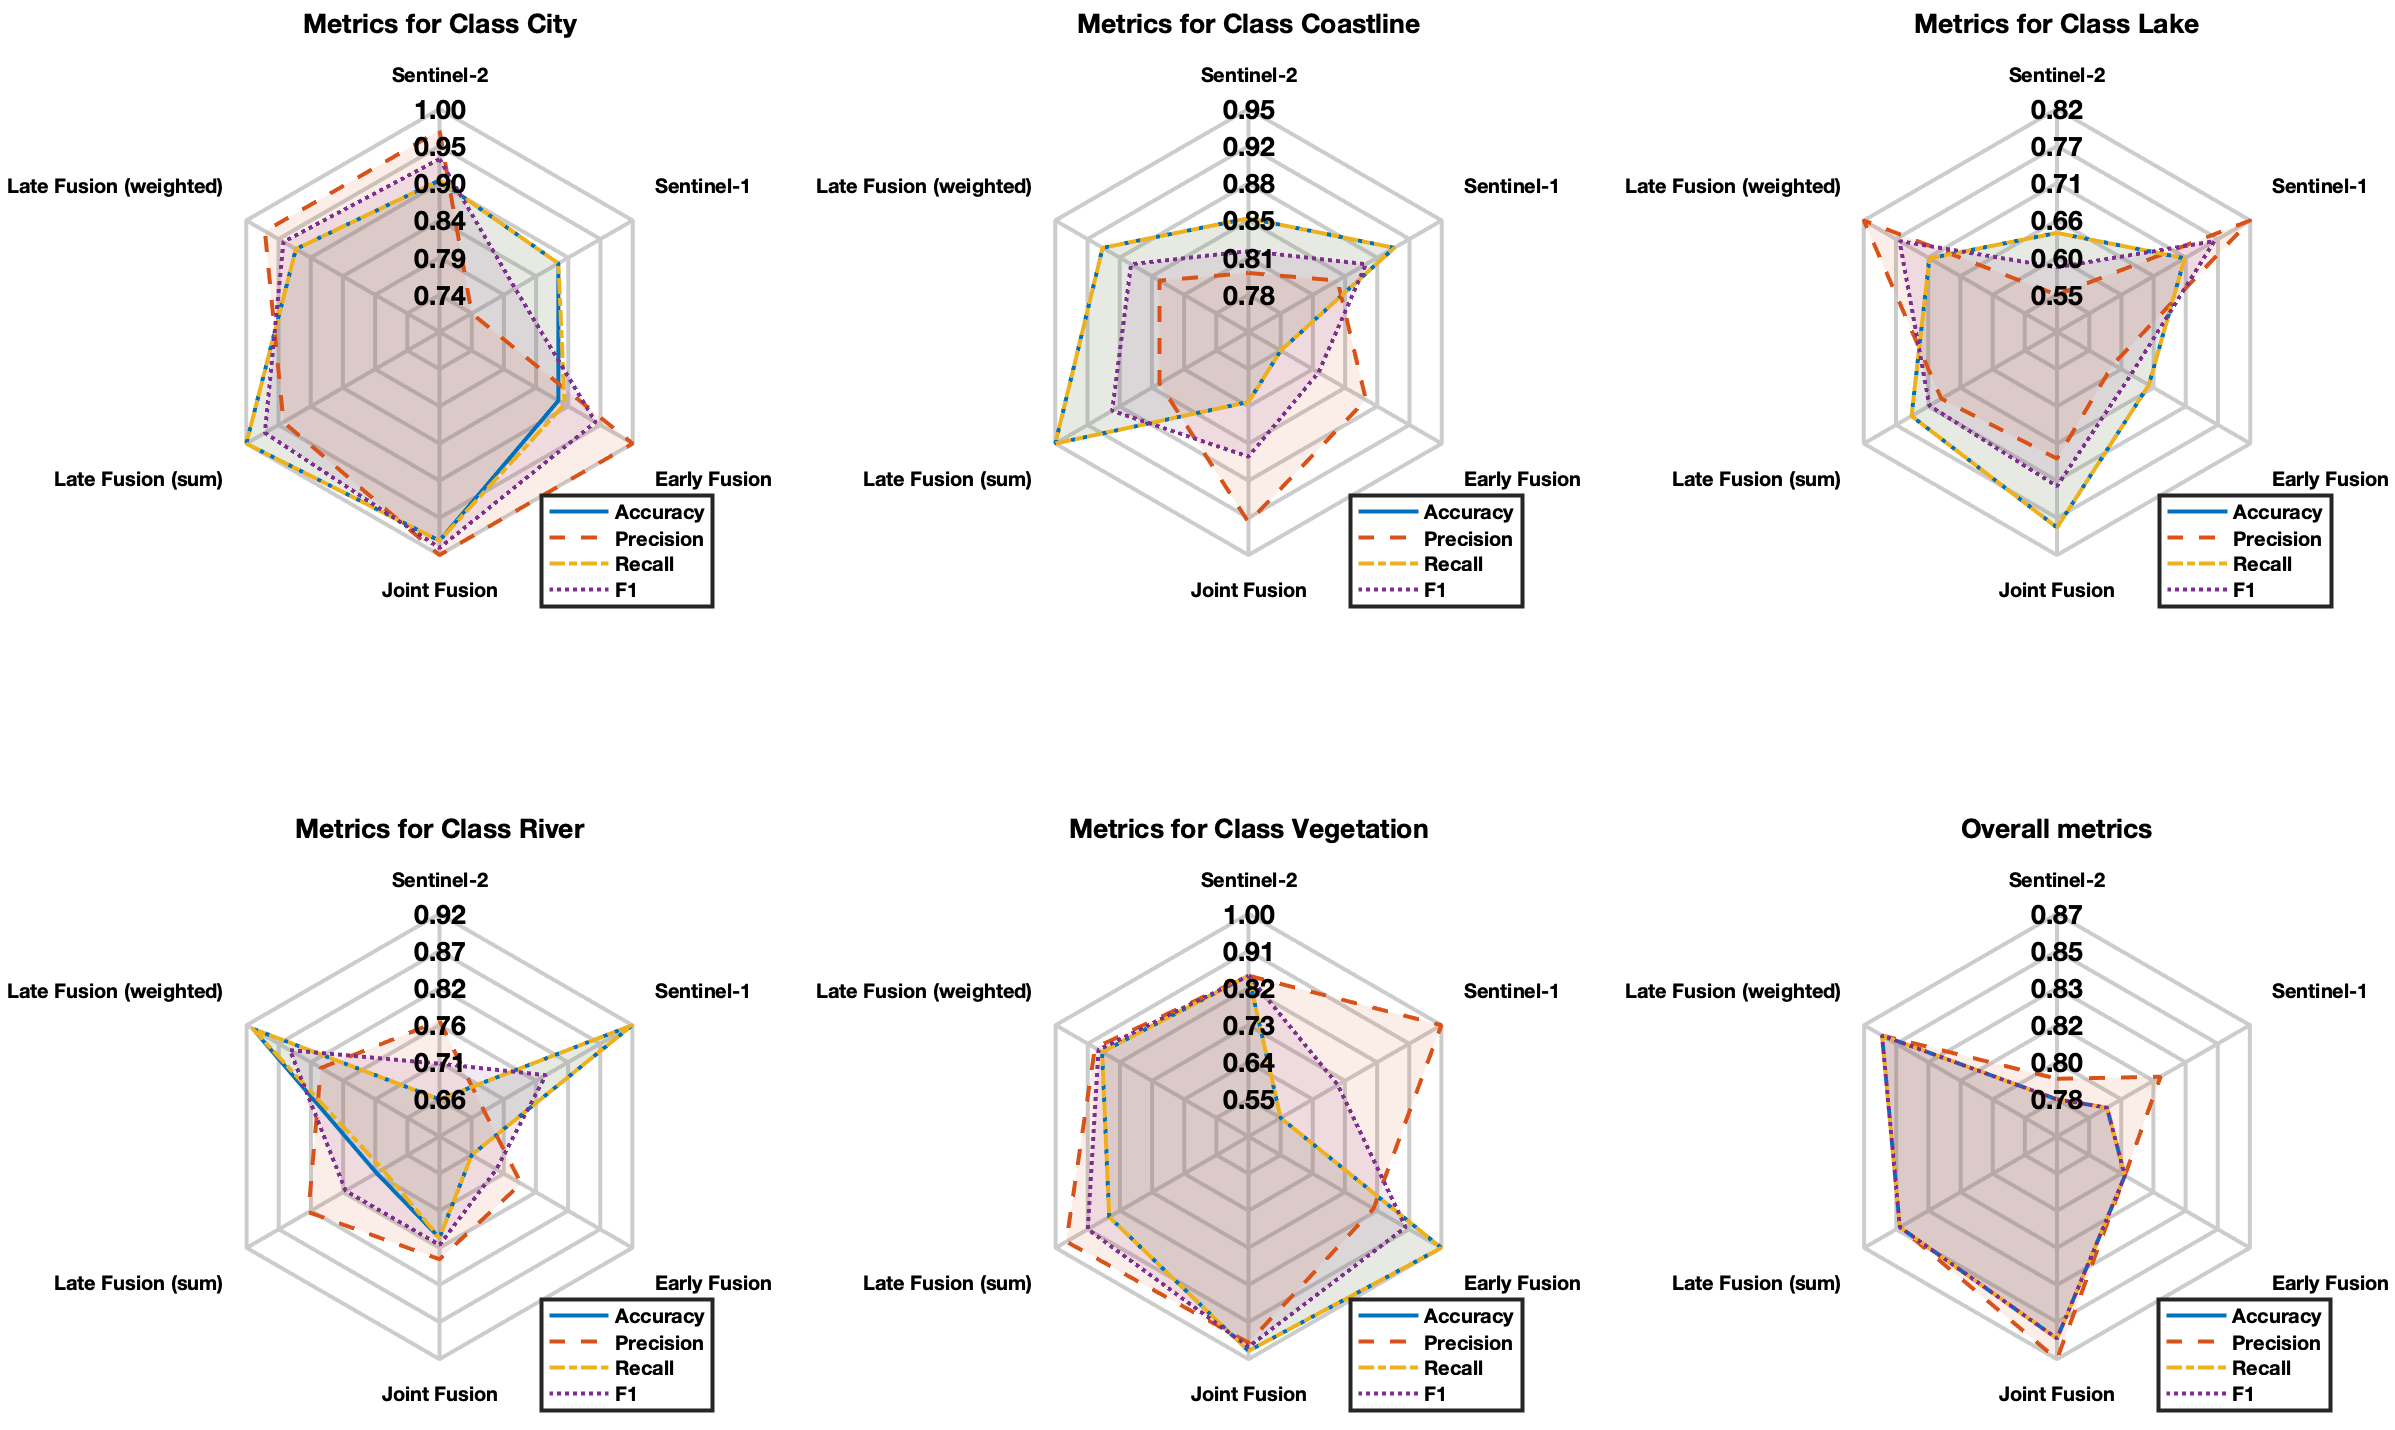 Metrics for Class City
Sentinel-2
1.00
0.95
0.90
0.84
0.79
0.74
Late Fusion (weighted)
Sentinel-1
Late Fusion (sum)
Early Fusion
Joint Fusion
Accuracy
Precision
Recall
F1
Metrics for Class Coastline
Sentinel-2
0.95
0.92
0.88
0.85
0.81
0.78
Late Fusion (weighted)
Sentinel-1
Late Fusion (sum)
Early Fusion
Joint Fusion
Accuracy
Precision
Recall
F1
Metrics for Class Lake
Sentinel-2
0.82
0.77
0.71
0.66
0.60
0.55
Late Fusion (weighted)
Sentinel-1
Late Fusion (sum)
Early Fusion
Joint Fusion
Accuracy
Precision
Recall
F1
Metrics for Class River
Sentinel-2
0.92
0.87
0.82
0.76
0.71
0.66
Late Fusion (weighted)
Sentinel-1
Late Fusion (sum)
Early Fusion
Joint Fusion
Accuracy
Precision
Recall
F1
Metrics for Class Vegetation
Sentinel-2
1.00
0.91
0.82
0.73
0.64
0.55
Late Fusion (weighted)
Sentinel-1
Late Fusion (sum)
Early Fusion
Joint Fusion
Accuracy
Precision
Recall
F1
Overall metrics
Sentinel-2
0.87
0.85
0.83
0.82
0.80
0.78
Late Fusion (weighted)
Sentinel-1
Late Fusion (sum)
Early Fusion
Joint Fusion
Accuracy
Precision
Recall
F1